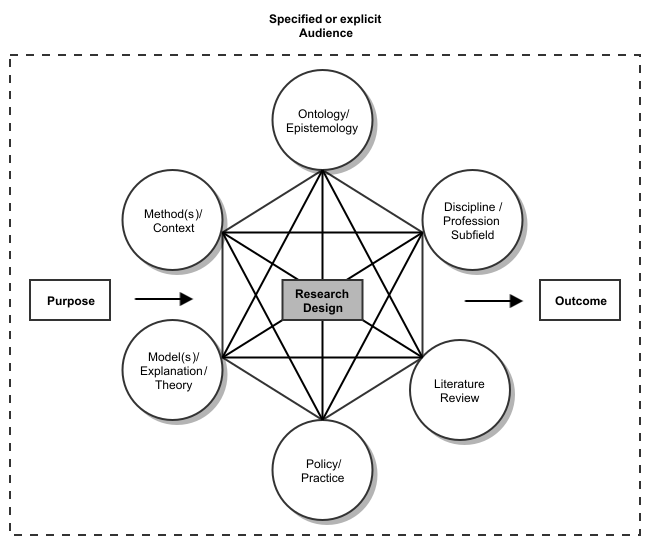 Specified or explicit
Audience
Ontology/
Epistemology
Method(s)/
Context
Discipline /
Profession
Subfield
Purpose
Research
Design
Outcome
Model(s)/
Explanation/
Theory
Literature
Review
Policy/
Practice